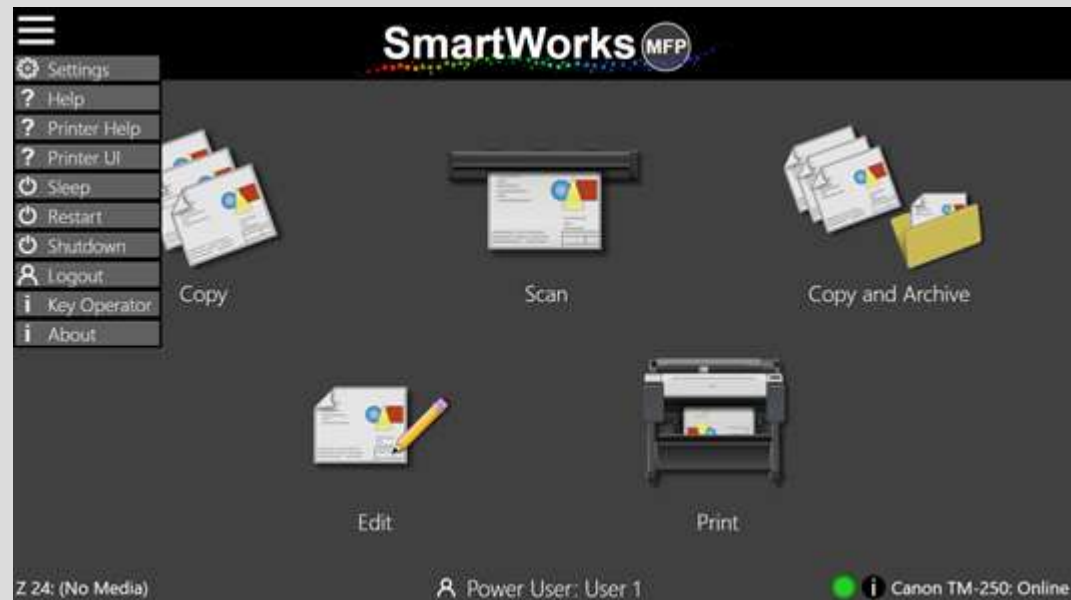 SmartWorks MFP
Settings
? Help
? Printer Help
? Printer UI
Sleep
Restart
Shutdown
Logout
i Key Operator
i About
Copy
Scan
Copy and Archive
Edit
Print
Z 24: (No Media)
Power User: User 1
i Canon TM-250: Online